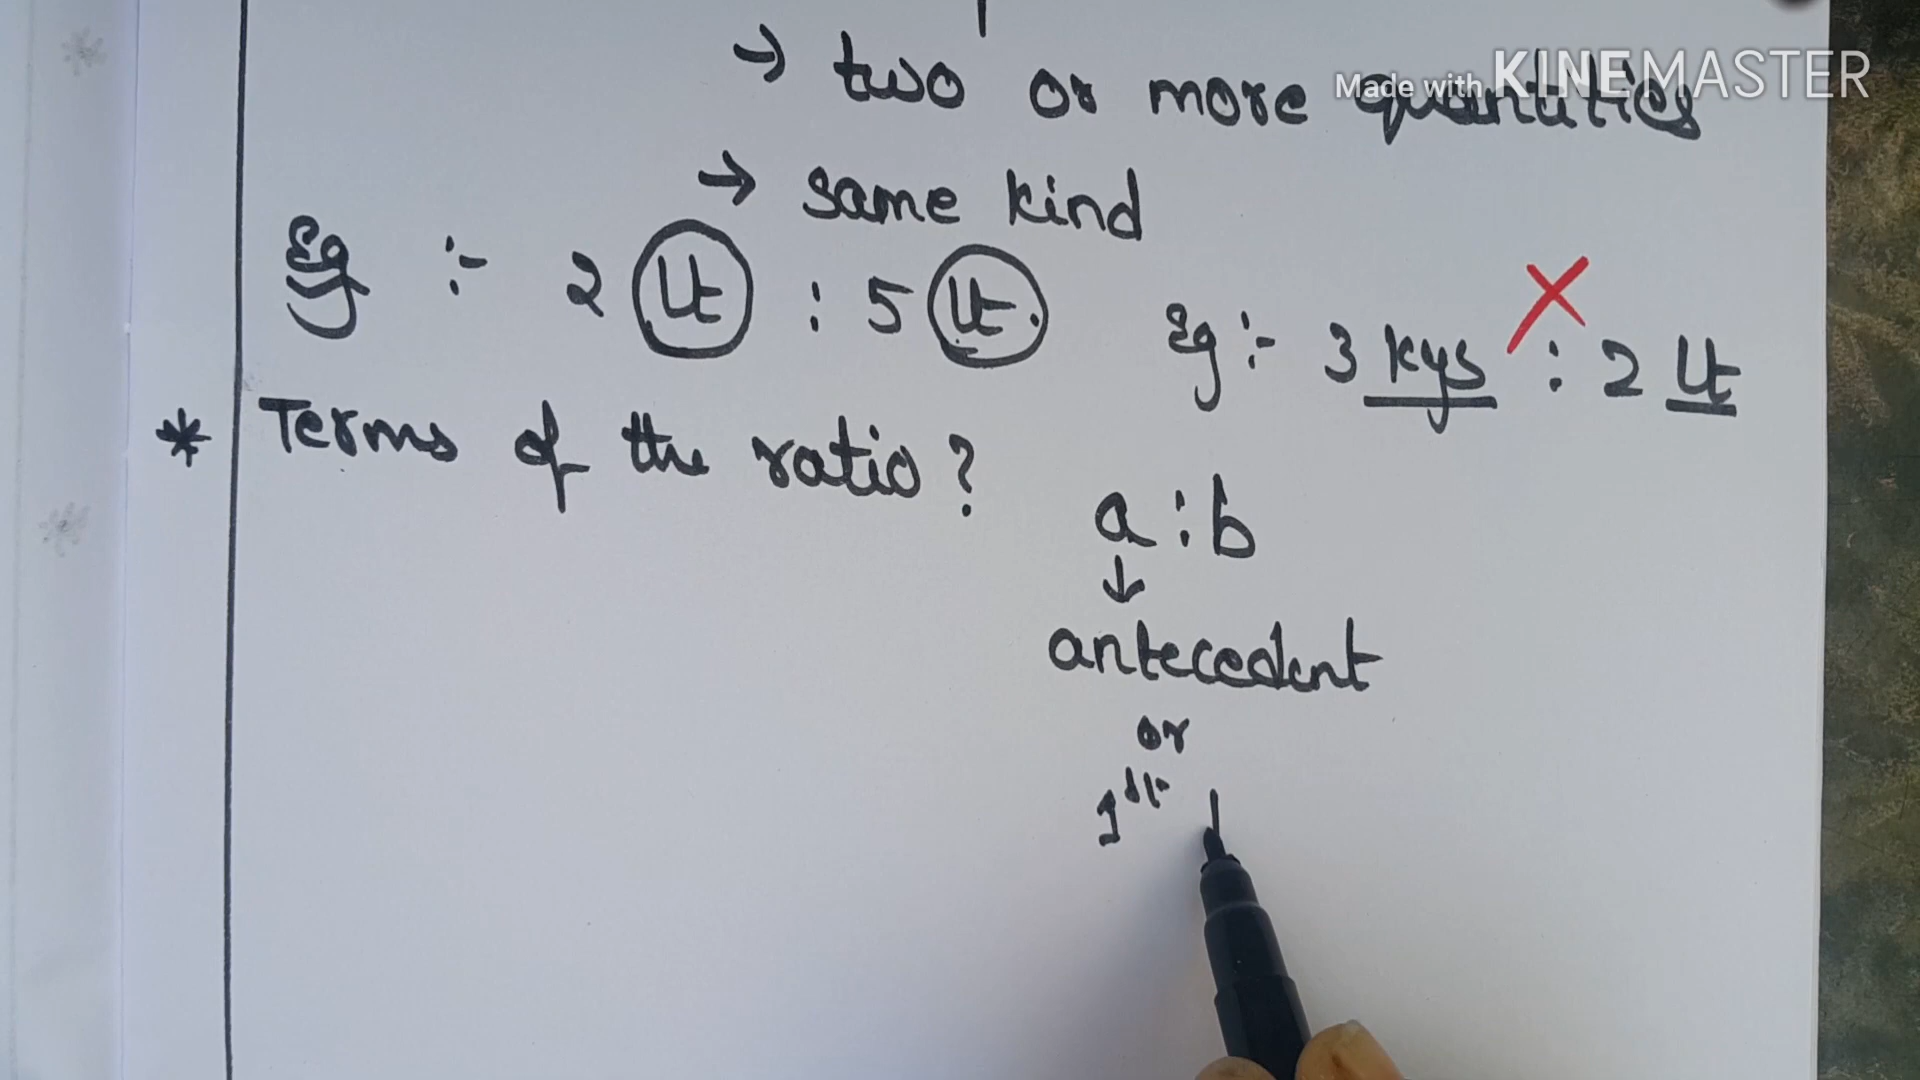 → two or more quantities
Made with KINEMASTER
→ same kind
Eg :- 2 Lt : 5 Lt.
Eg :- 3 kgs : 2 Lt
* Terms of the ratio ?
a : b
↓
antecedent
or
1st